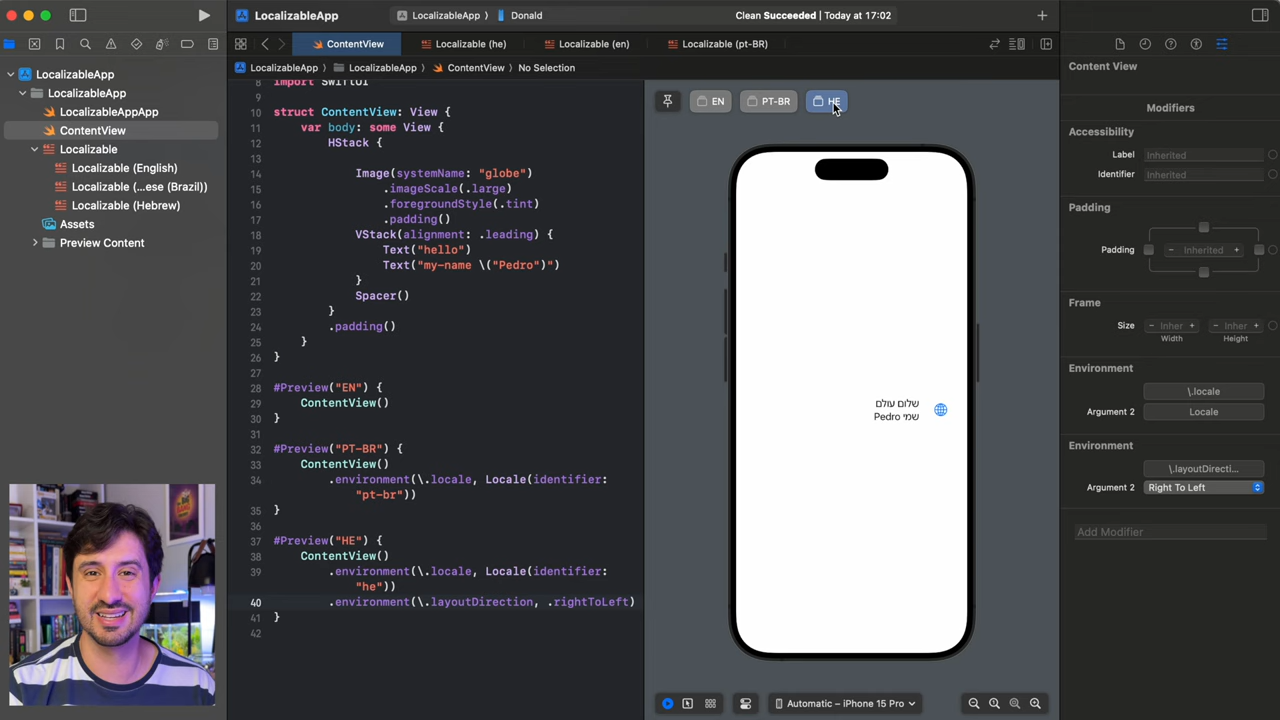 LocalizableApp
LocalizableApp
Donald
Clean Succeeded | Today at 17:02
ContentView
Localizable (he)
Localizable (en)
Localizable (pt-BR)
LocalizableApp
LocalizableApp
ContentView
No Selection
LocalizableApp
LocalizableApp
LocalizableAppApp
ContentView
Localizable
Localizable (English)
Localizable (...ese (Brazil))
Localizable (Hebrew)
Assets
Preview Content
8 import SwiftUI
9
10 struct ContentView: View {
11 var body: some View {
12 HStack {
13
14 Image(systemName: "globe")
15 .imageScale(.large)
16 .foregroundStyle(.tint)
17 .padding()
18 VStack(alignment: .leading) {
19 Text("hello")
20 Text("my-name \("Pedro")")
21 }
22 Spacer()
23 }
24 .padding()
25 }
26 }
27
28 #Preview("EN") {
29 ContentView()
30 }
31
32 #Preview("PT-BR") {
33 ContentView()
34 .environment(\.locale, Locale(identifier:
"pt-br"))
35 }
36
37 #Preview("HE") {
38 ContentView()
39 .environment(\.locale, Locale(identifier:
"he"))
40 .environment(\.layoutDirection, .rightToLeft)
41 }
42
EN
PT-BR
HE
שלום עולם
שמי Pedro
Automatic – iPhone 15 Pro
Content View
Modifiers
Accessibility
Label Inherited
Identifier Inherited
Padding
Padding - Inherited +
Frame
Size - Inher + - Inher +
Width Height
Environment
\.locale
Argument 2 Locale
Environment
\.layoutDirecti...
Argument 2 Right To Left
Add Modifier